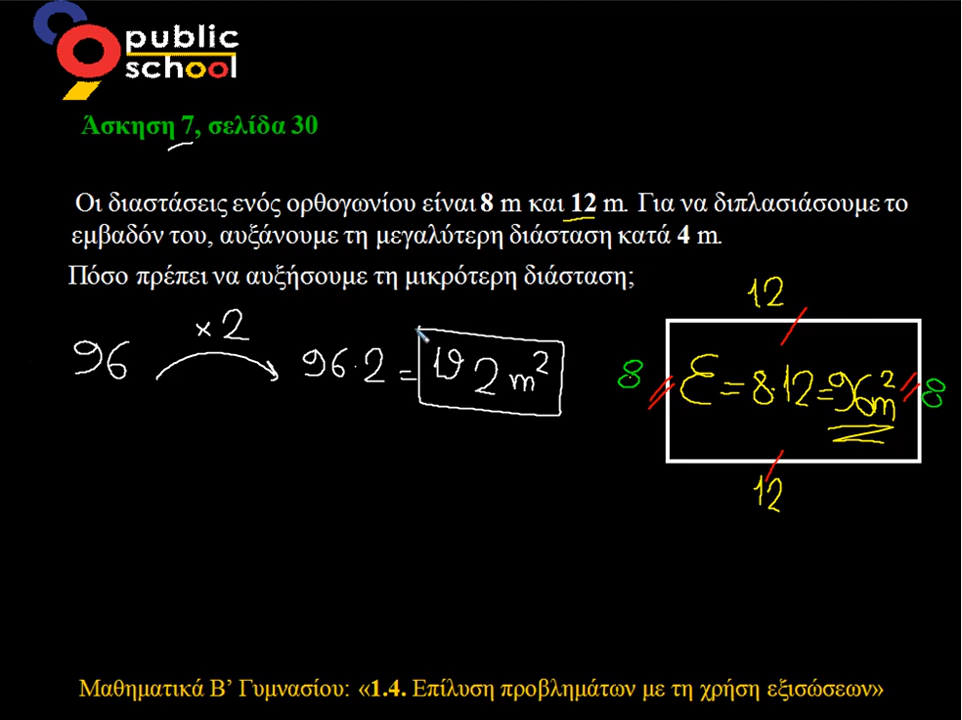 public
school
Άσκηση 7, σελίδα 30
Οι διαστάσεις ενός ορθογωνίου είναι 8 m και 12 m. Για να διπλασιάσουμε το
εμβαδόν του, αυξάνουμε τη μεγαλύτερη διάσταση κατά 4 m.
Πόσο πρέπει να αυξήσουμε τη μικρότερη διάσταση;
96 x2 96·2 = 192 m²
12
8 Ε = 8·12 = 96m² 8
12
Μαθηματικά Β’ Γυμνασίου: «1.4. Επίλυση προβλημάτων με τη χρήση εξισώσεων»